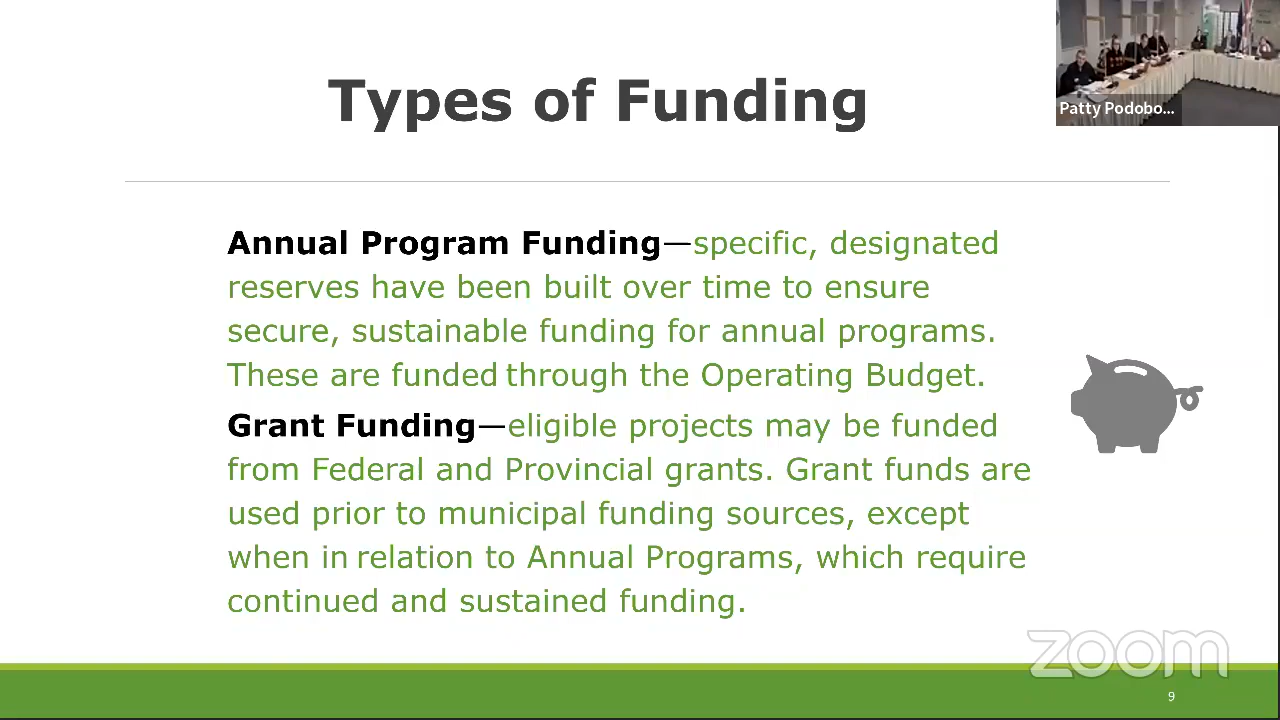 Types of Funding
Patty Podobo...
Annual Program Funding—specific, designated
reserves have been built over time to ensure
secure, sustainable funding for annual programs.
These are funded through the Operating Budget.
Grant Funding—eligible projects may be funded
from Federal and Provincial grants. Grant funds are
used prior to municipal funding sources, except
when in relation to Annual Programs, which require
continued and sustained funding.
zoom
9